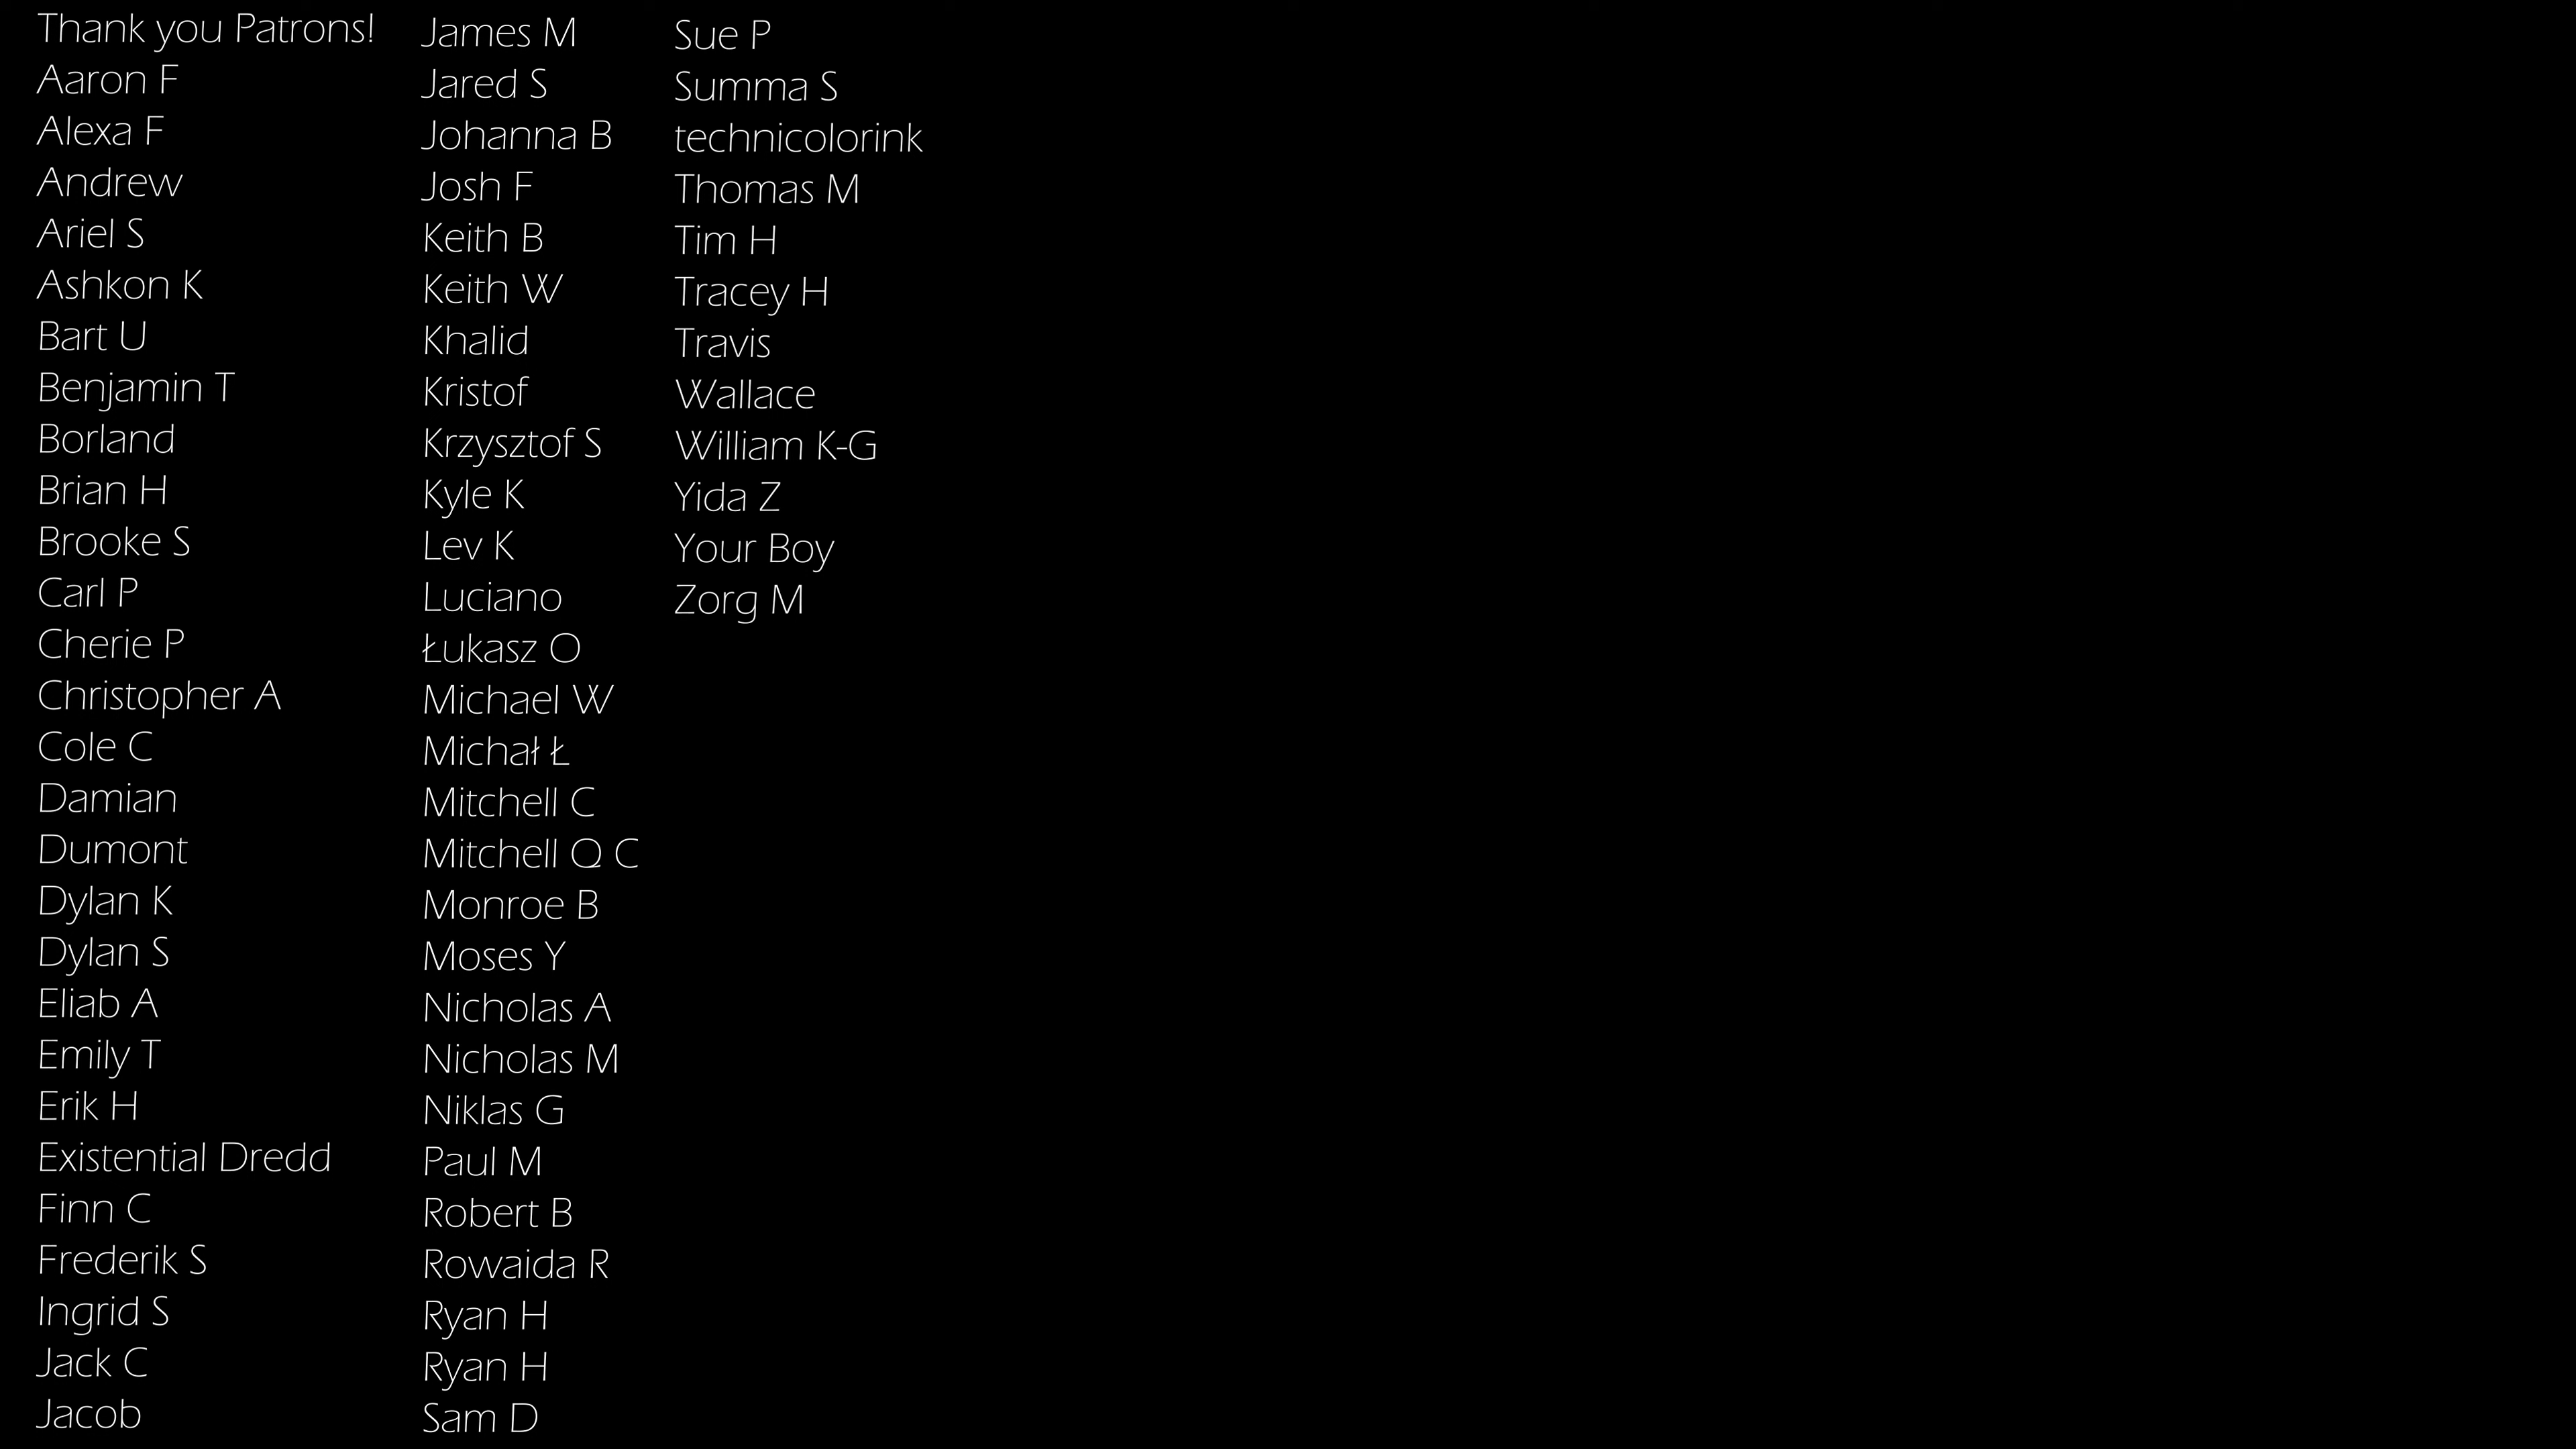 Thank you Patrons!
Aaron F
Alexa F
Andrew
Ariel S
Ashkon K
Bart U
Benjamin T
Borland
Brian H
Brooke S
Carl P
Cherie P
Christopher A
Cole C
Damian
Dumont
Dylan K
Dylan S
Eliab A
Emily T
Erik H
Existential Dredd
Finn C
Frederik S
Ingrid S
Jack C
Jacob
James M
Jared S
Johanna B
Josh F
Keith B
Keith W
Khalid
Kristof
Krzysztof S
Kyle K
Lev K
Luciano
Łukasz O
Michael W
Michał Ł
Mitchell C
Mitchell Q C
Monroe B
Moses Y
Nicholas A
Nicholas M
Niklas G
Paul M
Robert B
Rowaida R
Ryan H
Ryan H
Sam D
Sue P
Summa S
technicolorink
Thomas M
Tim H
Tracey H
Travis
Wallace
William K-G
Yida Z
Your Boy
Zorg M